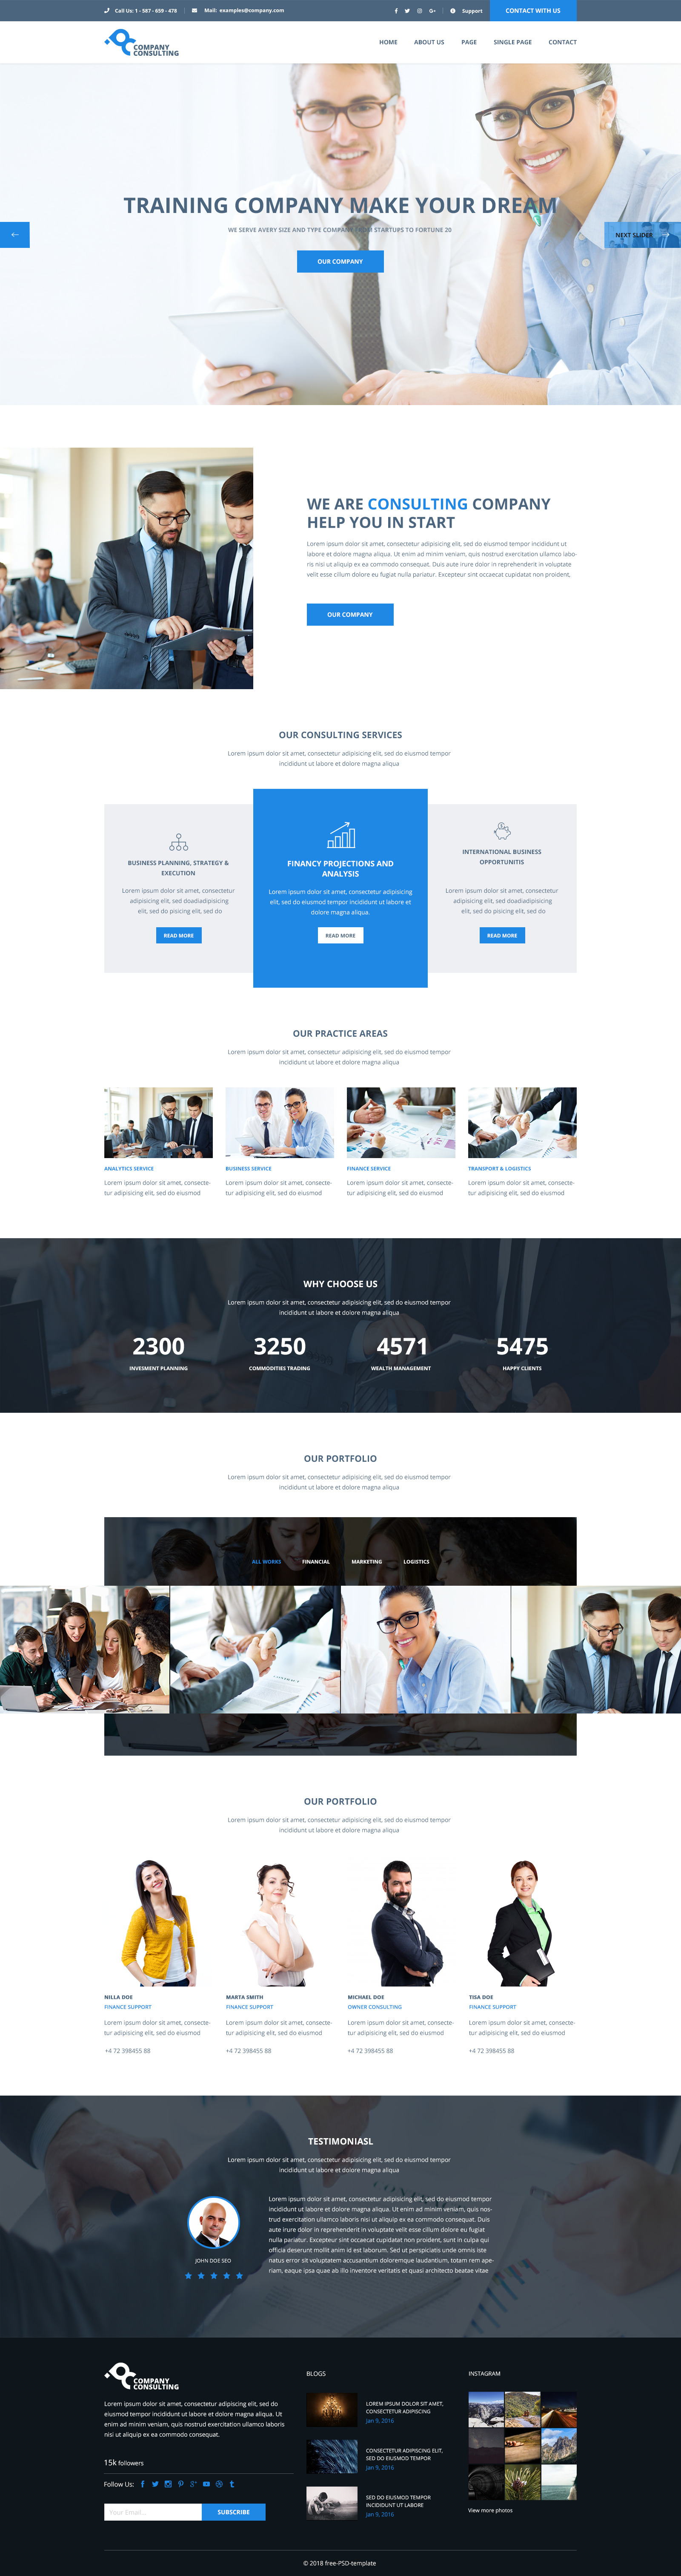 Call Us: 1 - 587 - 659 - 478
Mail: examples@company.com
Support
CONTACT WITH US
COMPANY
CONSULTING
HOME
ABOUT US
PAGE
SINGLE PAGE
CONTACT
TRAINING COMPANY MAKE YOUR DREAM
WE SERVE AVERY SIZE AND TYPE COMPANY FROM STARTUPS TO FORTUNE 20
OUR COMPANY
NEXT SLIDER
WE ARE CONSULTING COMPANY
HELP YOU IN START
Lorem ipsum dolor sit amet, consectetur adipisicing elit, sed do eiusmod tempor incididunt ut
labore et dolore magna aliqua. Ut enim ad minim veniam, quis nostrud exercitation ullamco labo-
ris nisi ut aliquip ex ea commodo consequat. Duis aute irure dolor in reprehenderit in voluptate
velit esse cillum dolore eu fugiat nulla pariatur. Excepteur sint occaecat cupidatat non proident,
OUR COMPANY
OUR CONSULTING SERVICES
Lorem ipsum dolor sit amet, consectetur adipisicing elit, sed do eiusmod tempor
incididunt ut labore et dolore magna aliqua
BUSINESS PLANNING, STRATEGY &
EXECUTION
Lorem ipsum dolor sit amet, consectetur
adipisicing elit, sed doadiadipisicing
elit, sed do pisicing elit, sed do
READ MORE
FINANCY PROJECTIONS AND
ANALYSIS
Lorem ipsum dolor sit amet, consectetur adipisicing
elit, sed do eiusmod tempor incididunt ut labore et
dolore magna aliqua.
READ MORE
INTERNATIONAL BUSINESS
OPPORTUNITIS
Lorem ipsum dolor sit amet, consectetur
adipisicing elit, sed doadiadipisicing
elit, sed do pisicing elit, sed do
READ MORE
OUR PRACTICE AREAS
Lorem ipsum dolor sit amet, consectetur adipisicing elit, sed do eiusmod tempor
incididunt ut labore et dolore magna aliqua
ANALYTICS SERVICE
Lorem ipsum dolor sit amet, consecte-
tur adipisicing elit, sed do eiusmod
BUSINESS SERVICE
Lorem ipsum dolor sit amet, consecte-
tur adipisicing elit, sed do eiusmod
FINANCE SERVICE
Lorem ipsum dolor sit amet, consecte-
tur adipisicing elit, sed do eiusmod
TRANSPORT & LOGISTICS
Lorem ipsum dolor sit amet, consecte-
tur adipisicing elit, sed do eiusmod
WHY CHOOSE US
Lorem ipsum dolor sit amet, consectetur adipisicing elit, sed do eiusmod tempor
incididunt ut labore et dolore magna aliqua
2300
INVESMENT PLANNING
3250
COMMODITIES TRADING
4571
WEALTH MANAGEMENT
5475
HAPPY CLIENTS
OUR PORTFOLIO
Lorem ipsum dolor sit amet, consectetur adipisicing elit, sed do eiusmod tempor
incididunt ut labore et dolore magna aliqua
ALL WORKS
FINANCIAL
MARKETING
LOGISTICS
CONTRACT
OUR PORTFOLIO
Lorem ipsum dolor sit amet, consectetur adipisicing elit, sed do eiusmod tempor
incididunt ut labore et dolore magna aliqua
NILLA DOE
FINANCE SUPPORT
Lorem ipsum dolor sit amet, consecte-
tur adipisicing elit, sed do eiusmod
+4 72 398455 88
MARTA SMITH
FINANCE SUPPORT
Lorem ipsum dolor sit amet, consecte-
tur adipisicing elit, sed do eiusmod
+4 72 398455 88
MICHAEL DOE
OWNER CONSULTING
Lorem ipsum dolor sit amet, consecte-
tur adipisicing elit, sed do eiusmod
+4 72 398455 88
TISA DOE
FINANCE SUPPORT
Lorem ipsum dolor sit amet, consecte-
tur adipisicing elit, sed do eiusmod
+4 72 398455 88
TESTIMONIASL
Lorem ipsum dolor sit amet, consectetur adipisicing elit, sed do eiusmod tempor
incididunt ut labore et dolore magna aliqua
JOHN DOE SEO
Lorem ipsum dolor sit amet, consectetur adipisicing elit, sed do eiusmod tempor
incididunt ut labore et dolore magna aliqua. Ut enim ad minim veniam, quis nos-
trud exercitation ullamco laboris nisi ut aliquip ex ea commodo consequat. Duis
aute irure dolor in reprehenderit in voluptate velit esse cillum dolore eu fugiat
nulla pariatur. Excepteur sint occaecat cupidatat non proident, sunt in culpa qui
officia deserunt mollit anim id est laborum. Sed ut perspiciatis unde omnis iste
natus error sit voluptatem accusantium doloremque laudantium, totam rem ape-
riam, eaque ipsa quae ab illo inventore veritatis et quasi architecto beatae vitae
COMPANY
CONSULTING
Lorem ipsum dolor sit amet, consectetur adipisicing elit, sed do
eiusmod tempor incididunt ut labore et dolore magna aliqua. Ut
enim ad minim veniam, quis nostrud exercitation ullamco laboris
nisi ut aliquip ex ea commodo consequat.
15k followers
Follow Us:
Your Email...
SUBSCRIBE
BLOGS
LOREM IPSUM DOLOR SIT AMET,
CONSECTETUR ADIPISCING
Jan 9, 2016
CONSECTETUR ADIPISCING ELIT,
SED DO EIUSMOD TEMPOR
Jan 9, 2016
SED DO EIUSMOD TEMPOR
INCIDIDUNT UT LABORE
Jan 9, 2016
INSTAGRAM
View more photos
© 2018 free-PSD-template